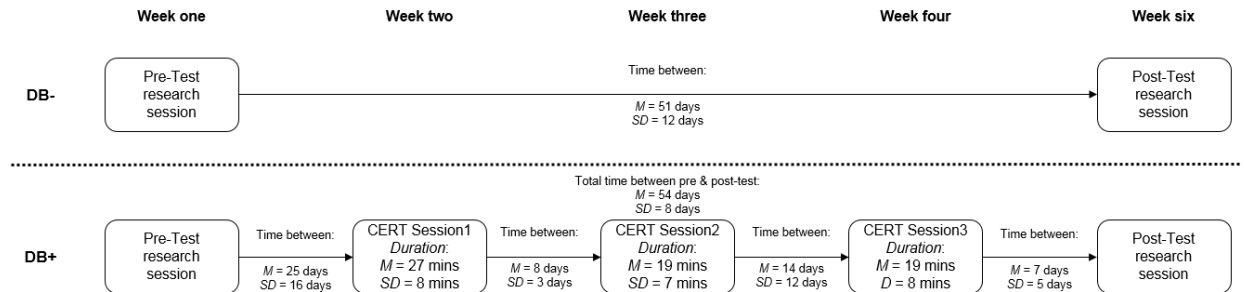 Week one
Week two
Week three
Week four
Week six
DB-
Pre-Test
research
session
Time between:
M = 51 days
SD = 12 days
Post-Test
research
session
Total time between pre & post-test:
M = 54 days
SD = 8 days
DB+
Pre-Test
research
session
Time between:
M = 25 days
SD = 16 days
CERT Session1
Duration:
M = 27 mins
SD = 8 mins
Time between:
M = 8 days
SD = 3 days
CERT Session2
Duration:
M = 19 mins
SD = 7 mins
Time between:
M = 14 days
SD = 12 days
CERT Session3
Duration:
M = 19 mins
D = 8 mins
Time between:
M = 7 days
SD = 5 days
Post-Test
research
session